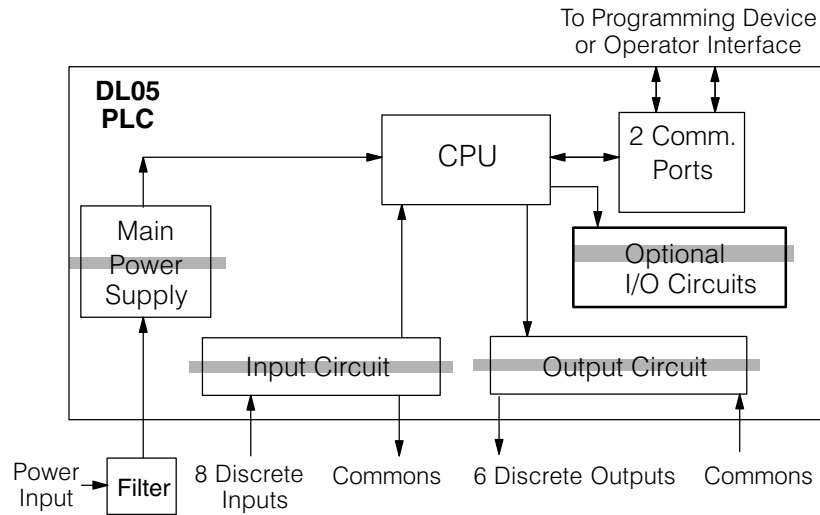 To Programming Device
or Operator Interface
DL05
PLC
CPU
2 Comm.
Ports
Main
Power
Supply
Optional
I/O Circuits
Input Circuit
Output Circuit
Power
Input
Filter
8 Discrete
Inputs
Commons
6 Discrete Outputs
Commons